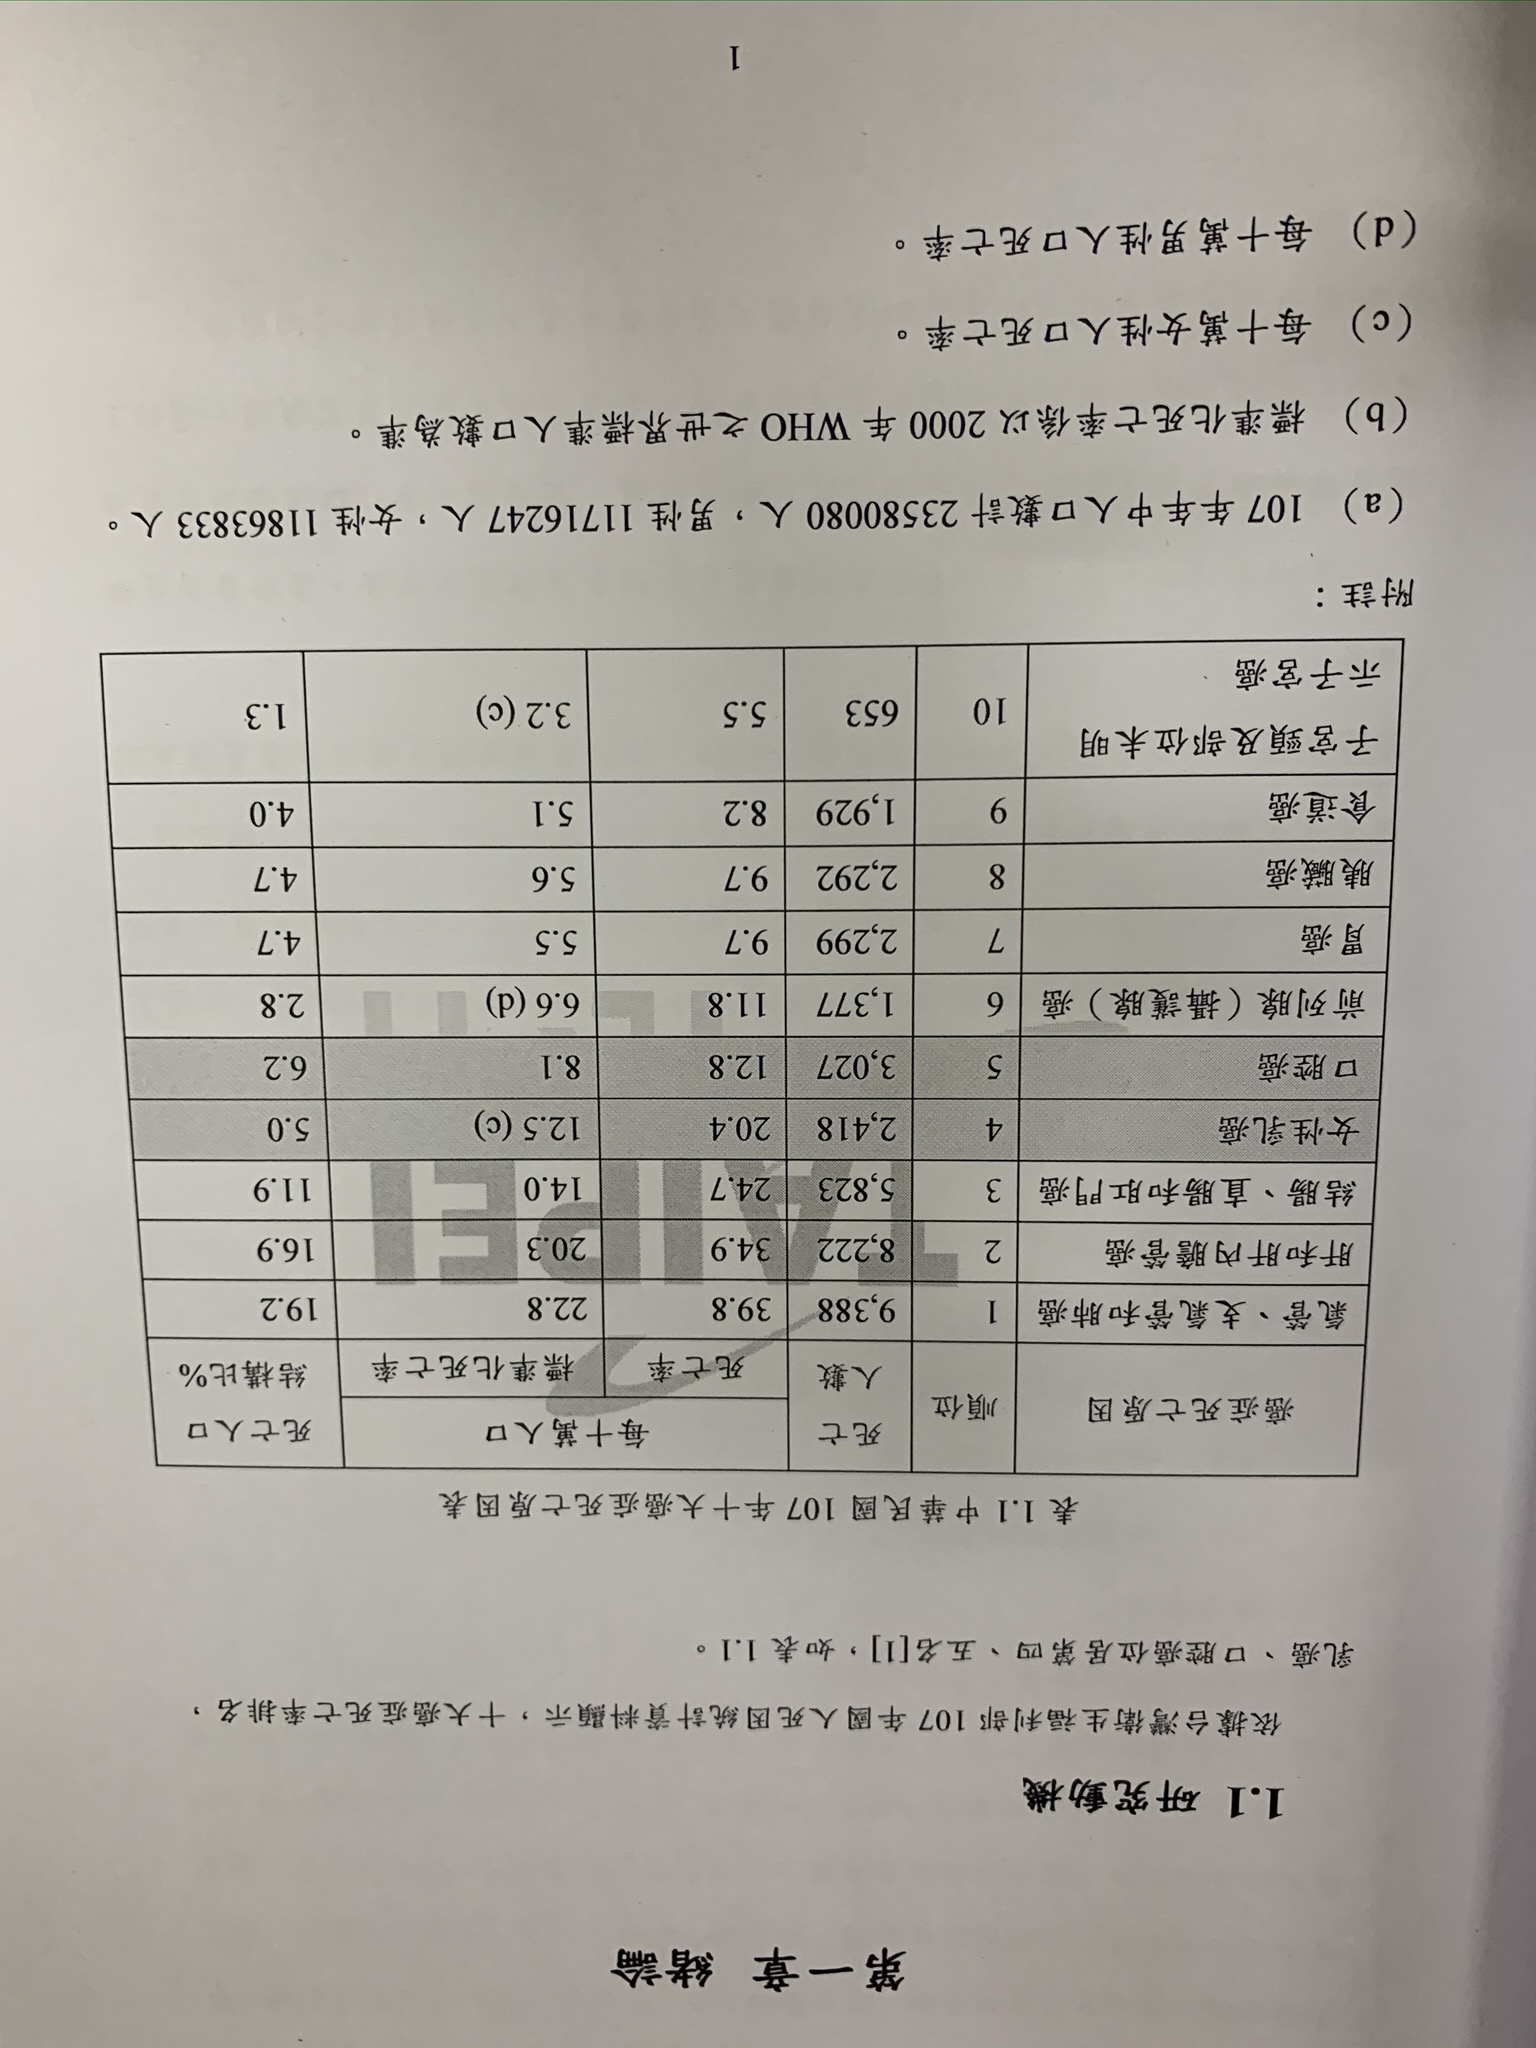 第一章 緒論
1.1 研究動機
依據台灣衛生福利部 107 年國人死因統計資料顯示，十大癌症死亡率排名，
乳癌、口腔癌位居第四、五名[1]，如表 1.1。
表 1.1 中華民國 107 年十大癌症死亡原因表
癌症死亡原因 順位 死亡人數 每十萬人口 死亡率 標準化死亡率 死亡人口結構比%
氣管、支氣管和肺癌 1 9,388 39.8 22.8 19.2
肝和肝內膽管癌 2 8,222 34.9 20.3 16.9
結腸、直腸和肛門癌 3 5,823 24.7 14.0 11.9
女性乳癌 4 2,418 20.4 12.5 (c) 5.0
口腔癌 5 3,027 12.8 8.1 6.2
前列腺（攝護腺）癌 6 1,377 11.8 6.6 (d) 2.8
胃癌 7 2,299 9.7 5.5 4.7
胰臟癌 8 2,292 9.7 5.6 4.7
食道癌 9 1,929 8.2 5.1 4.0
子宮頸及部位未明
示子宮癌 10 653 5.5 3.2 (c) 1.3
附註：
(a) 107 年年中人口數計 23580080 人，男性 11716247 人，女性 11863833 人。
(b) 標準化死亡率係以 2000 年 WHO 之世界標準人口數為準。
(c) 每十萬女性人口死亡率。
(d) 每十萬男性人口死亡率。
1
TAIPEI